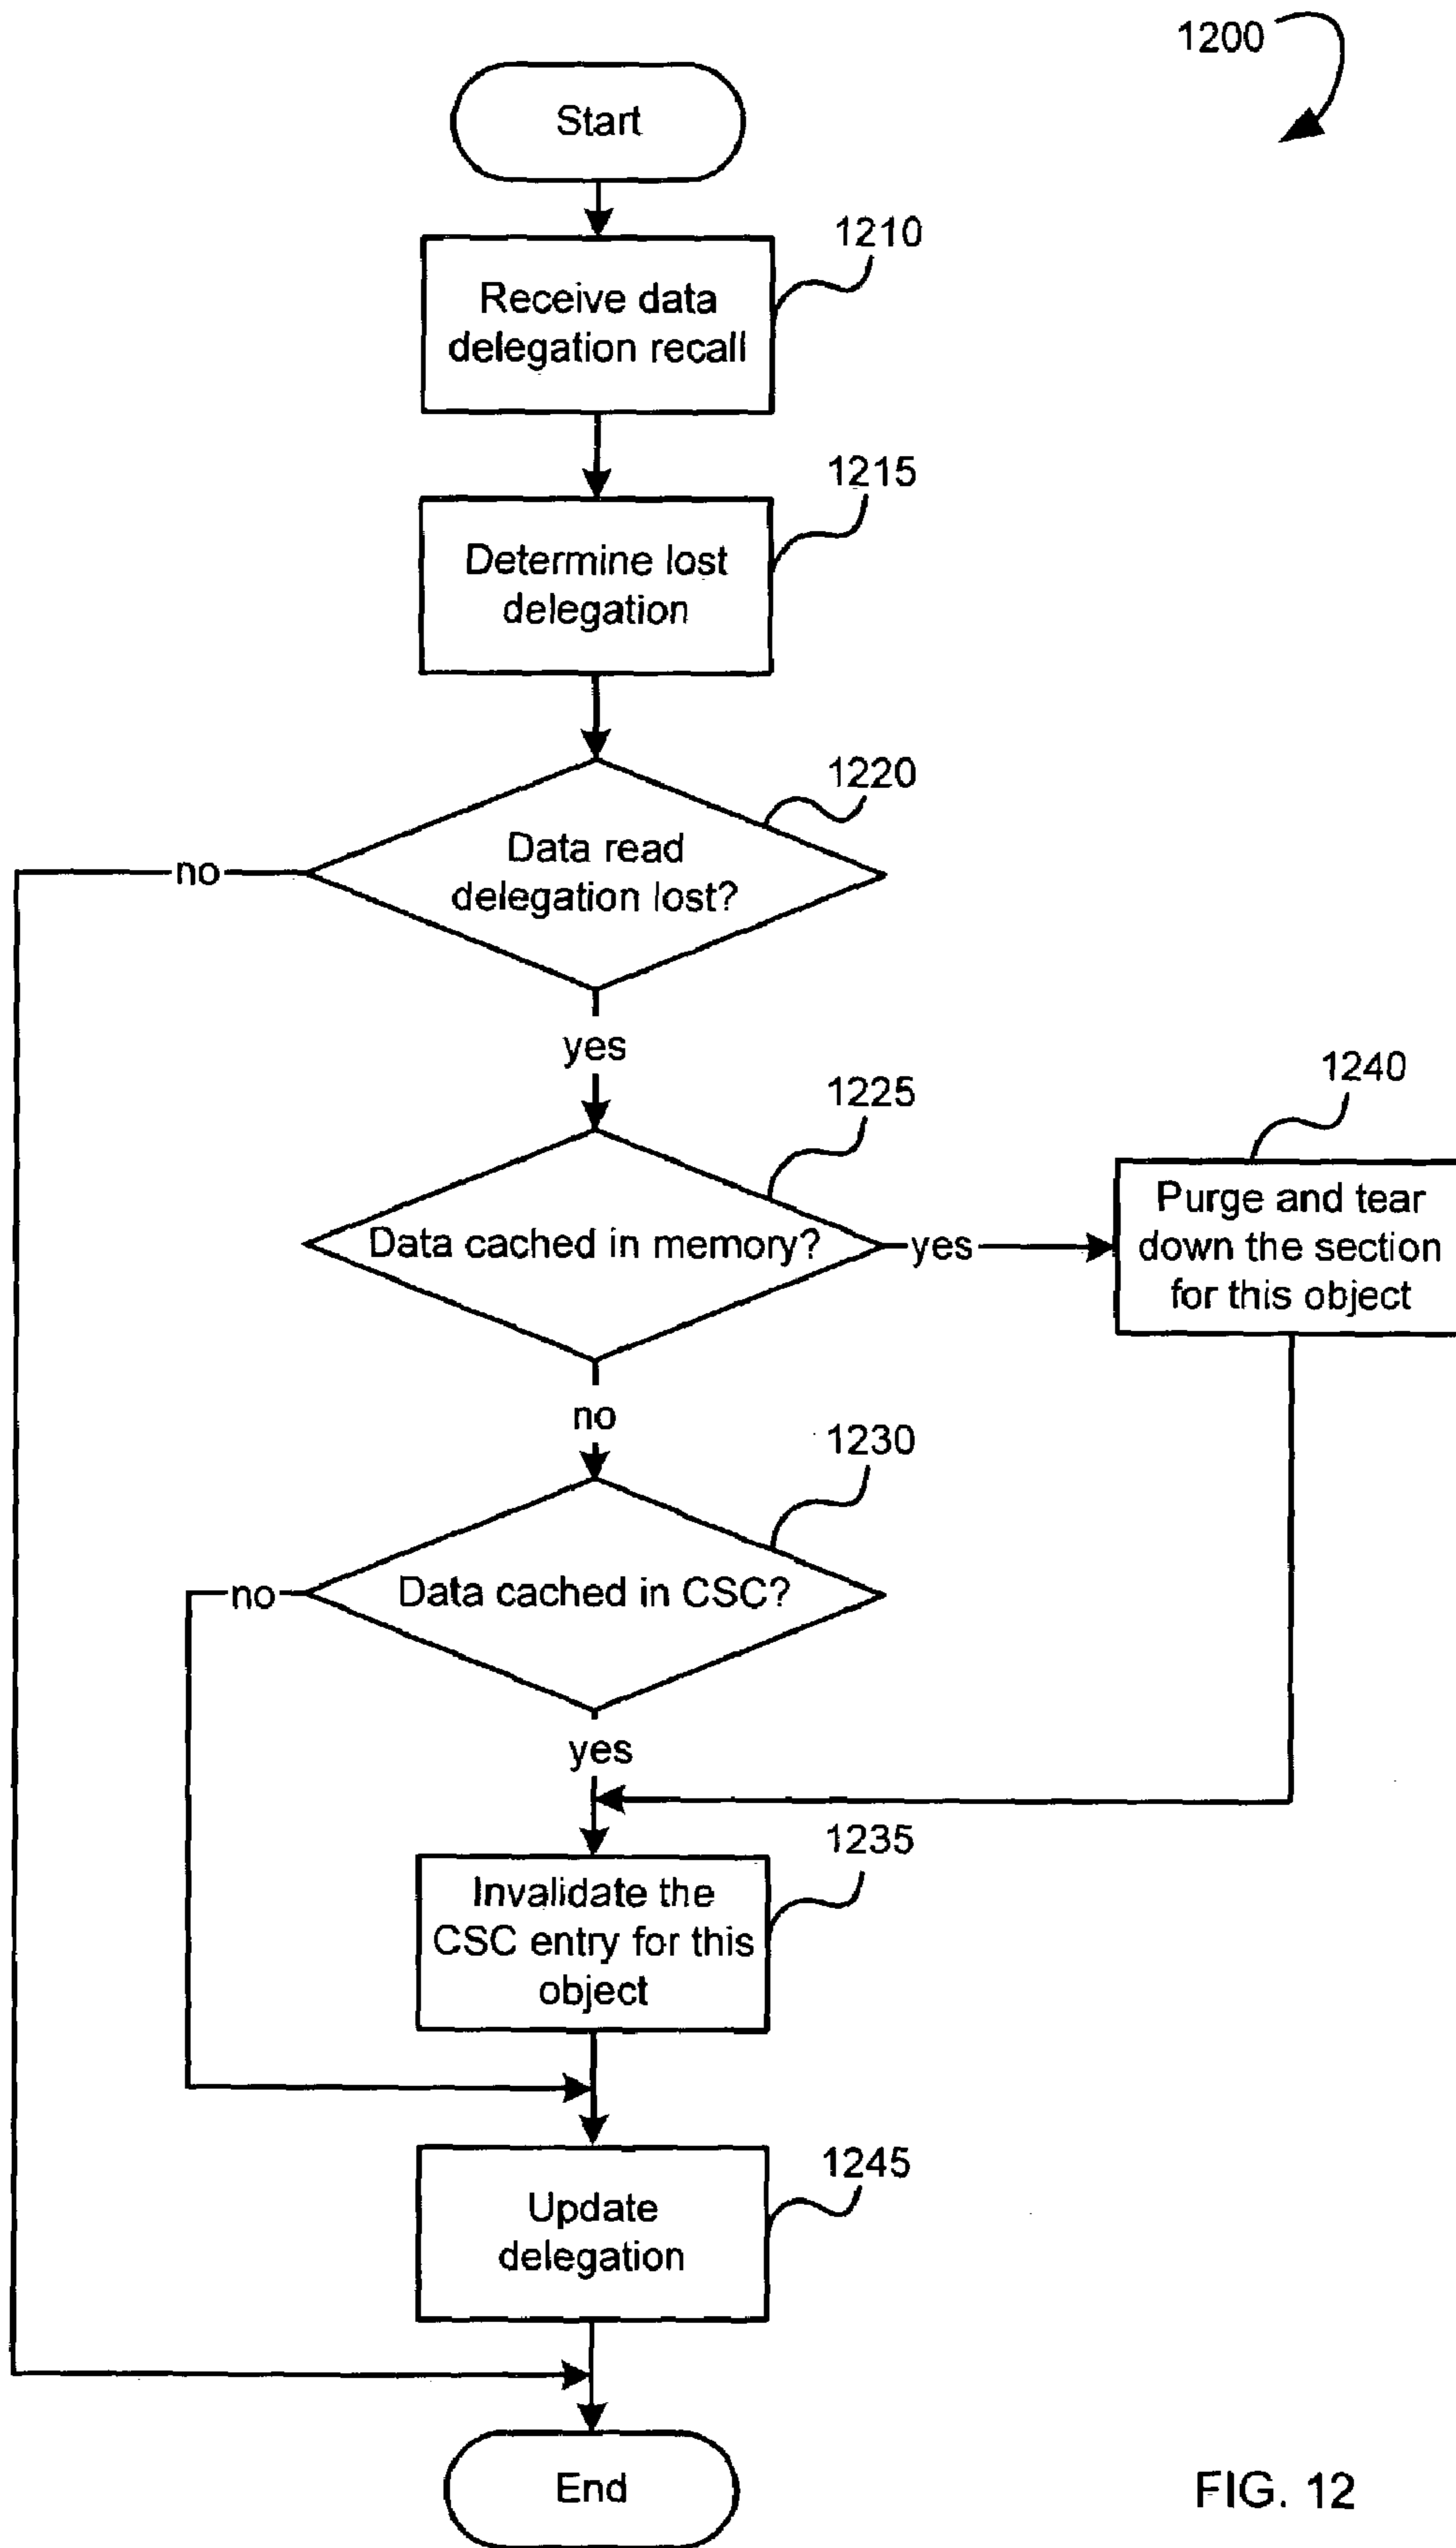 1200
Start
1210
Receive data
delegation recall
1215
Determine lost
delegation
1220
Data read
delegation lost?
no
yes
1225
1240
Data cached in memory?
yes
Purge and tear
down the section
for this object
no
1230
Data cached in CSC?
no
yes
1235
Invalidate the
CSC entry for this
object
1245
Update
delegation
End
FIG. 12